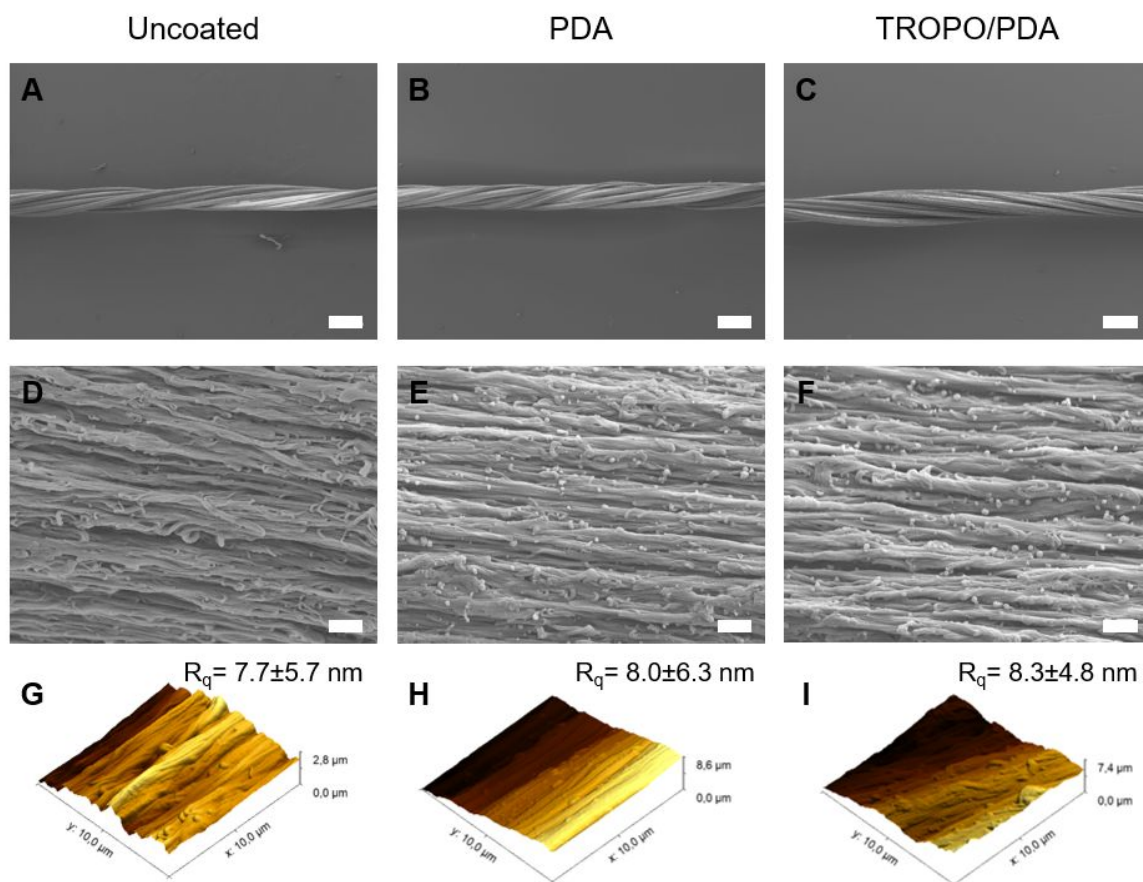 Uncoated PDA TROPO/PDA
A B C
D E F
Rq= 7.7±5.7 nm Rq= 8.0±6.3 nm Rq= 8.3±4.8 nm
G H I
2,8 µm 8,6 µm 7,4 µm
0,0 µm 0,0 µm 0,0 µm
y: 10,0 µm x: 10,0 µm y: 10,0 µm x: 10,0 µm y: 10,0 µm x: 10,0 µm